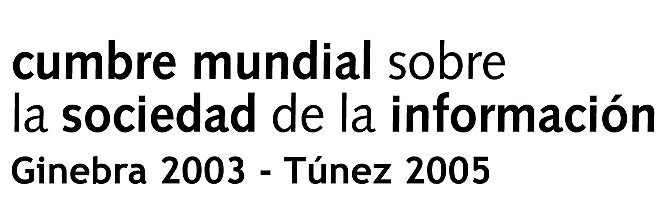 cumbre mundial sobre
la sociedad de la información
Ginebra 2003 - Túnez 2005